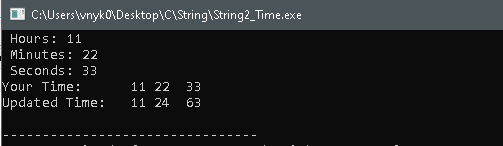 C:\Users\vnyk0\Desktop\C\String\String2_Time.exe
Hours: 11
Minutes: 22
Seconds: 33
Your Time: 11 22 33
Updated Time: 11 24 63
--------------------------------